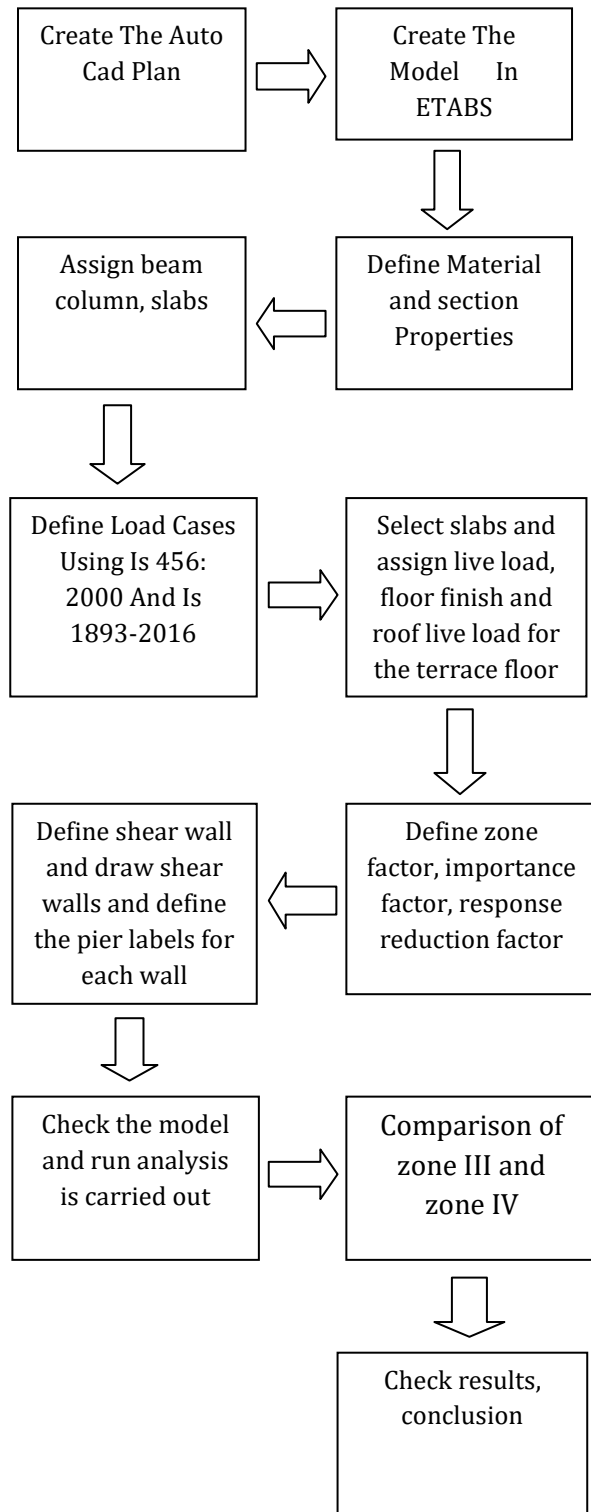 Create The Auto
Cad Plan
Create The
Model In
ETABS
Define Material
and section
Properties
Assign beam
column, slabs
Define Load Cases
Using Is 456:
2000 And Is
1893-2016
Select slabs and
assign live load,
floor finish and
roof live load for
the terrace floor
Define zone
factor, importance
factor, response
reduction factor
Define shear wall
and draw shear
walls and define
the pier labels for
each wall
Check the model
and run analysis
is carried out
Comparison of
zone III and
zone IV
Check results,
conclusion